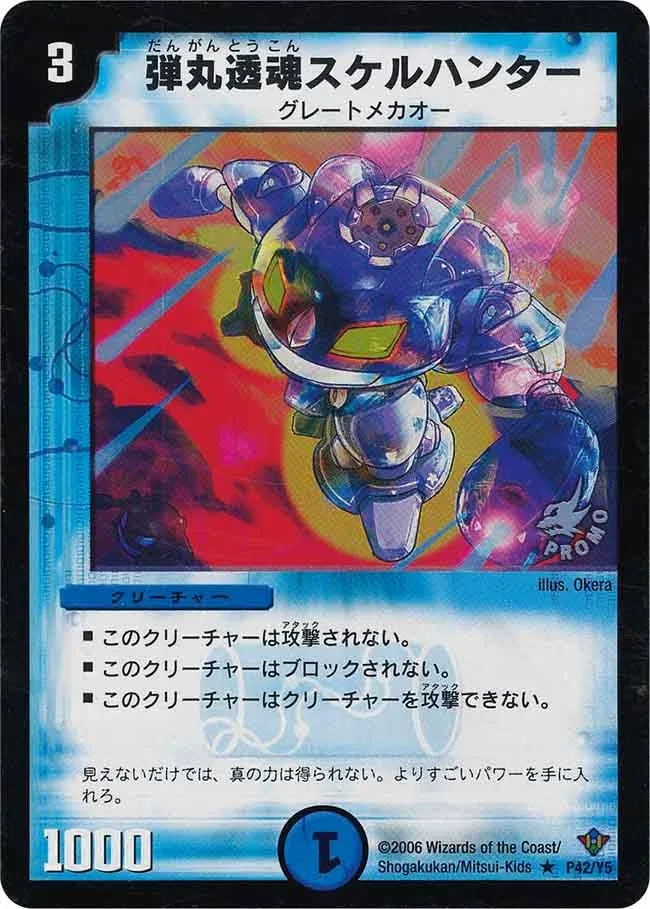 3
だんがんとうこん
弾丸透魂スケルハンター
グレートメカオー
PROMO
illus. Okera
クリーチャー
アタック
■ このクリーチャーは攻撃されない。
■ このクリーチャーはブロックされない。
アタック
■ このクリーチャーはクリーチャーを攻撃できない。
見えないだけでは、真の力は得られない。よりすごいパワーを手に入
れろ。
1000
1
©2006 Wizards of the Coast/
Shogakukan/Mitsui-Kids ★ P42/Y5